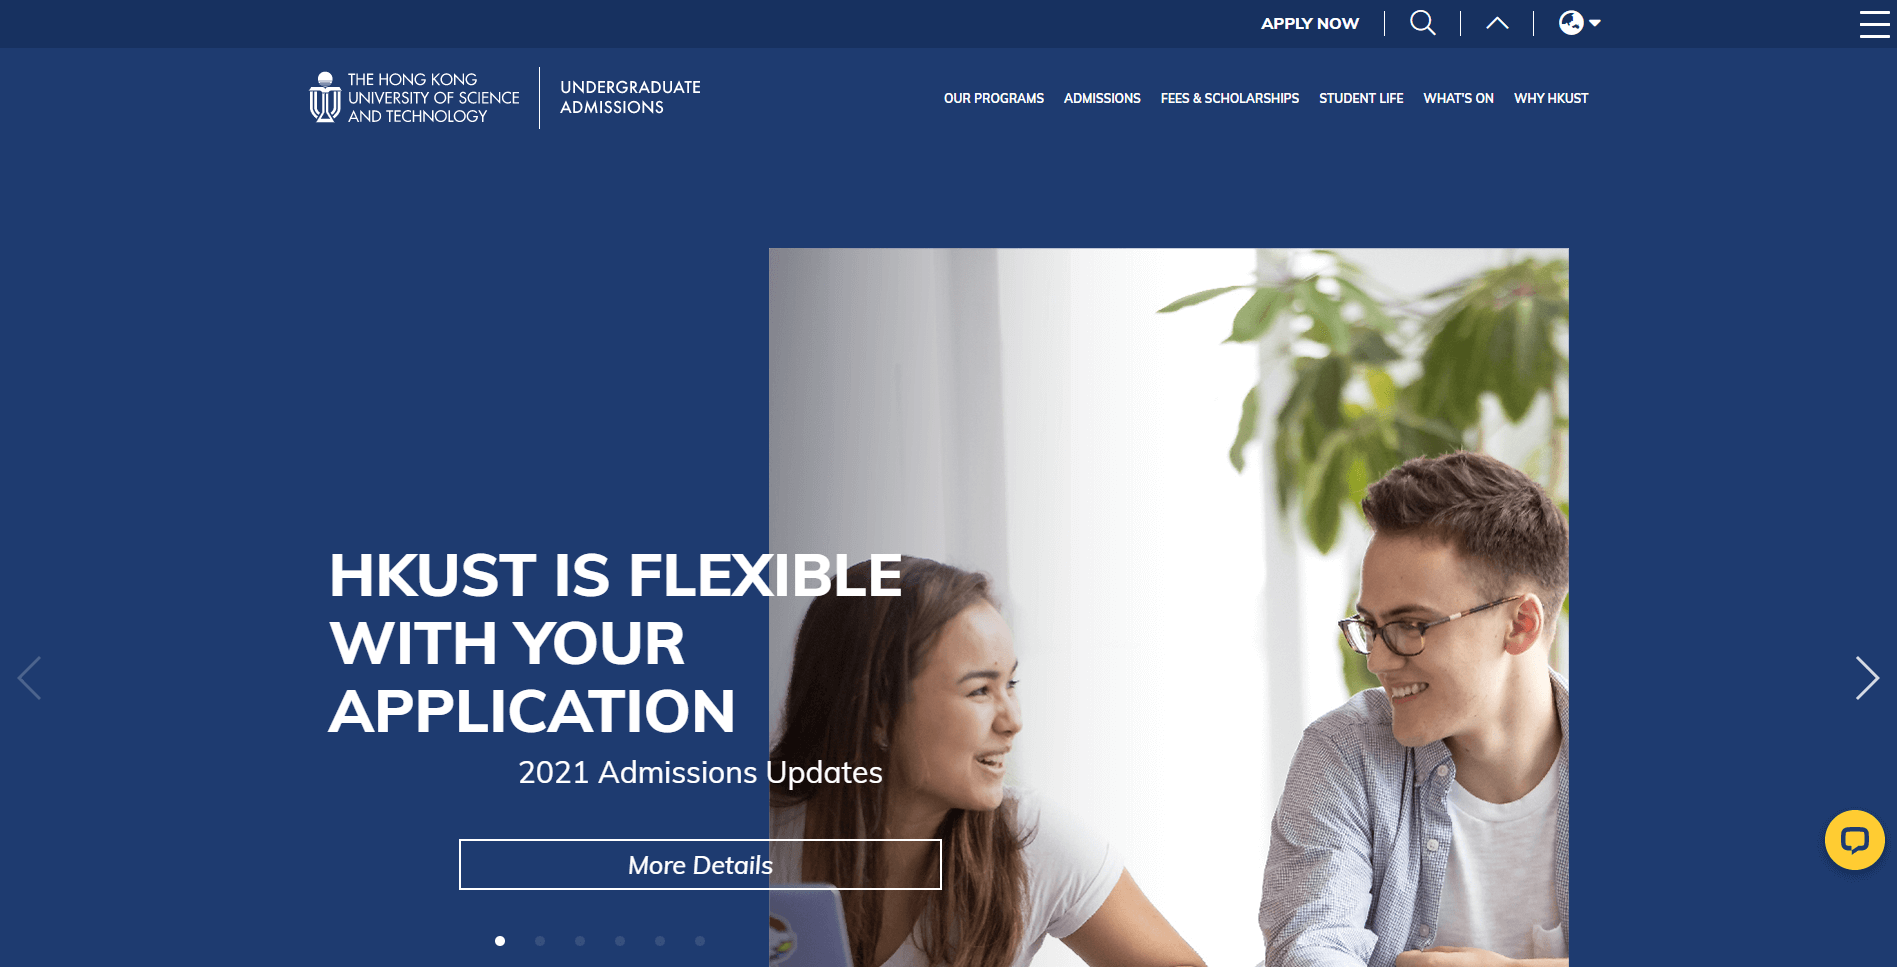 APPLY NOW
THE HONG KONG
UNIVERSITY OF SCIENCE
AND TECHNOLOGY
UNDERGRADUATE
ADMISSIONS
OUR PROGRAMS ADMISSIONS FEES & SCHOLARSHIPS STUDENT LIFE WHAT'S ON WHY HKUST
HKUST IS FLEXIBLE
WITH YOUR
APPLICATION
2021 Admissions Updates
More Details